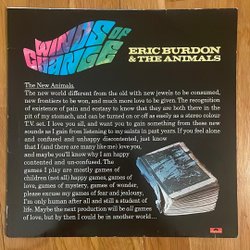 WINDS OF
CHANGE
ERIC BURDON
& THE ANIMALS
The New Animals.
The new world different from the old with new jewels to be consumed,
new frontiers to be won, and much more love to be given. The recognition
of existence of pain and ecstasy to know that they are both there in the
pit of my stomach, and can be turned on or off as easily as a stereo colour
T.V. set. I love you all, and want you to gain something from these new
sounds as I gain from listening to my saints in past years. If you feel alone
and confused and unhappy discontented, just know
that I (and there are many like me) love you,
and maybe you'll know why I am happy
contented and un-confused. The
games I play are mostly games of
children (not all) happy games, games of
love, games of mystery, games of wonder,
please excuse my games of fear and jealousy,
I'm only human after all and still a student of
life. Maybe the next production will be all games
of love, but by then I could be in another world...
Polydor